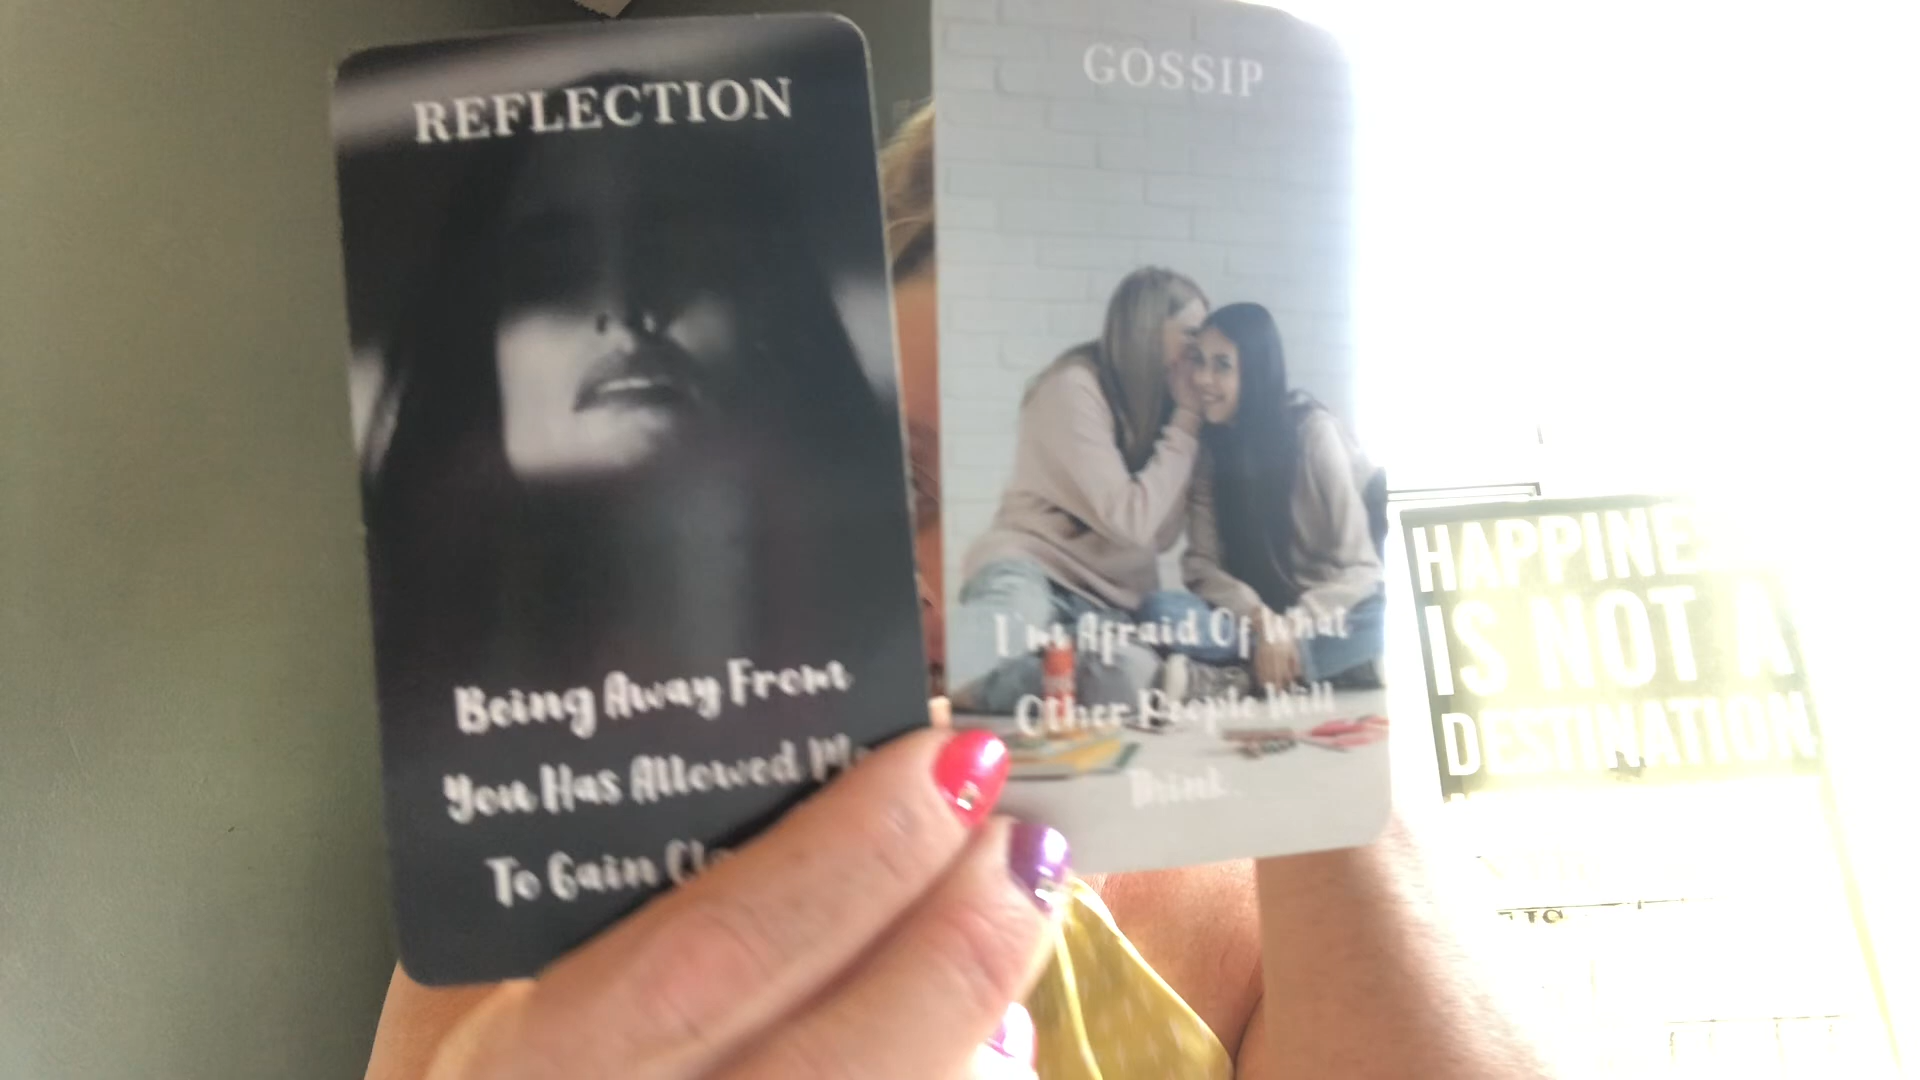 REFLECTION
Being Away From
You Has Allowed Me
To Gain
GOSSIP
I'm Afraid Of What
Other People Will
Think.
IS NOT A
DESTINATION